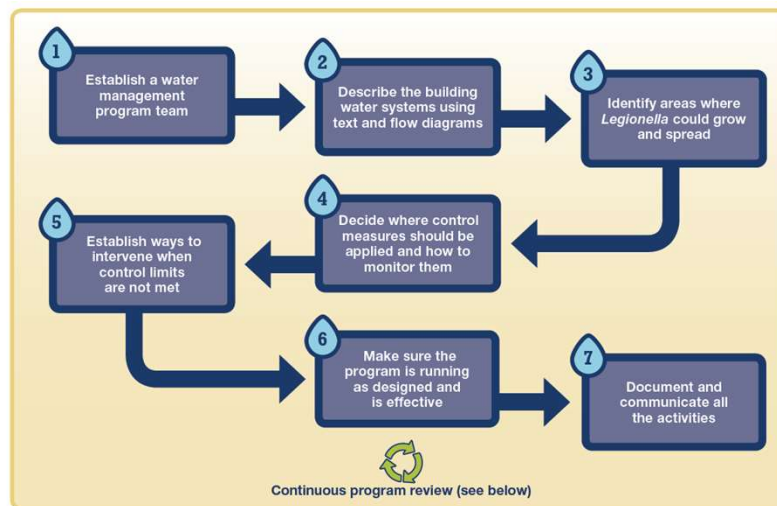 1
Establish a water
management
program team
2
Describe the building
water systems using
text and flow diagrams
3
Identify areas where
Legionella could grow
and spread
4
Decide where control
measures should be
applied and how to
monitor them
5
Establish ways to
intervene when
control limits
are not met
6
Make sure the
program is running
as designed and
is effective
7
Document and
communicate all
the activities
Continuous program review (see below)